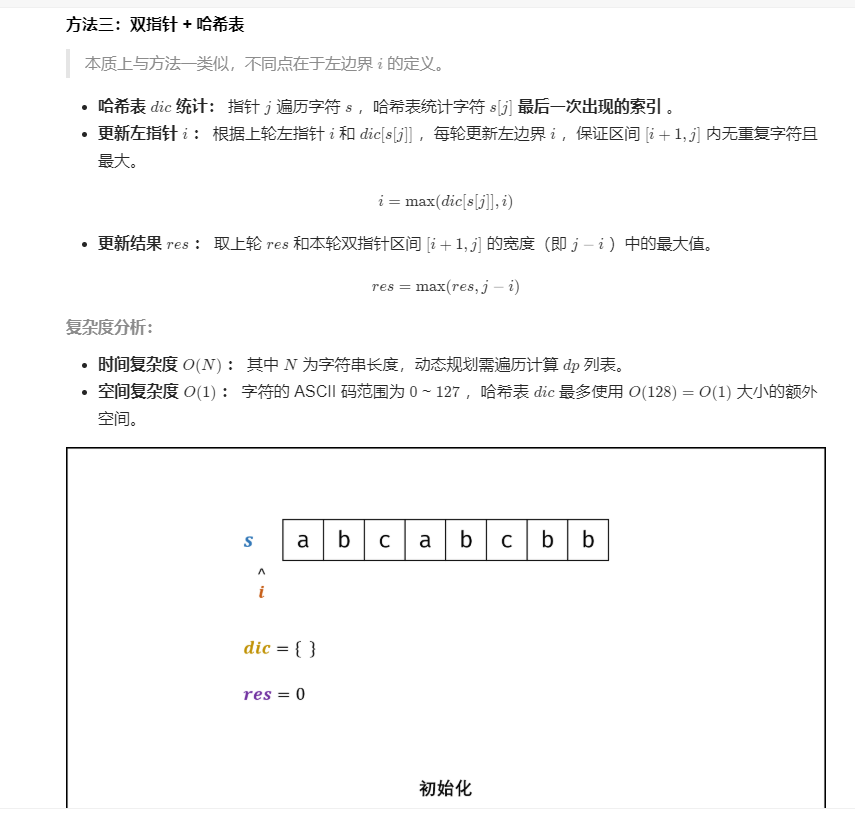 方法三：双指针 + 哈希表
本质上与方法一类似，不同点在于左边界 i 的定义。
• 哈希表 dic 统计： 指针 j 遍历字符 s ，哈希表统计字符 s[j] 最后一次出现的索引 。
• 更新左指针 i ： 根据上轮左指针 i 和 dic[s[j]] ，每轮更新左边界 i ，保证区间 [i + 1, j] 内无重复字符且
最大。
i = max(dic[s[j]], i)
• 更新结果 res ： 取上轮 res 和本轮双指针区间 [i + 1, j] 的宽度（即 j − i ）中的最大值。
res = max(res, j − i)
复杂度分析：
• 时间复杂度 O(N) ： 其中 N 为字符串长度，动态规划需遍历计算 dp 列表。
• 空间复杂度 O(1) ： 字符的 ASCII 码范围为 0 ~ 127 ，哈希表 dic 最多使用 O(128) = O(1) 大小的额外
空间。
s a b c a b c b b
^
i
dic = { }
res = 0
初始化